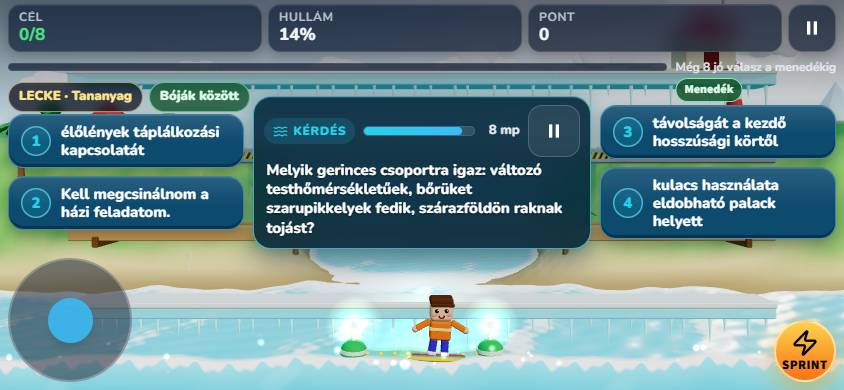 CÉL
0/8
HULLÁM
14%
PONT
0
Még 8 jó válasz a menedékig
LECKE · Tananyag
Bóják között
Menedék
1
élőlények táplálkozási
kapcsolatát
2
Kell megcsinálnom a
házi feladatom.
KÉRDÉS
8 mp
Melyik gerinces csoportra igaz: változó
testhőmérsékletűek, bőrüket
szarupikkelyek fedik, szárazföldön raknak
tojást?
3
távolságát a kezdő
hosszúsági körtől
4
kulacs használata
eldobható palack
helyett
SPRINT